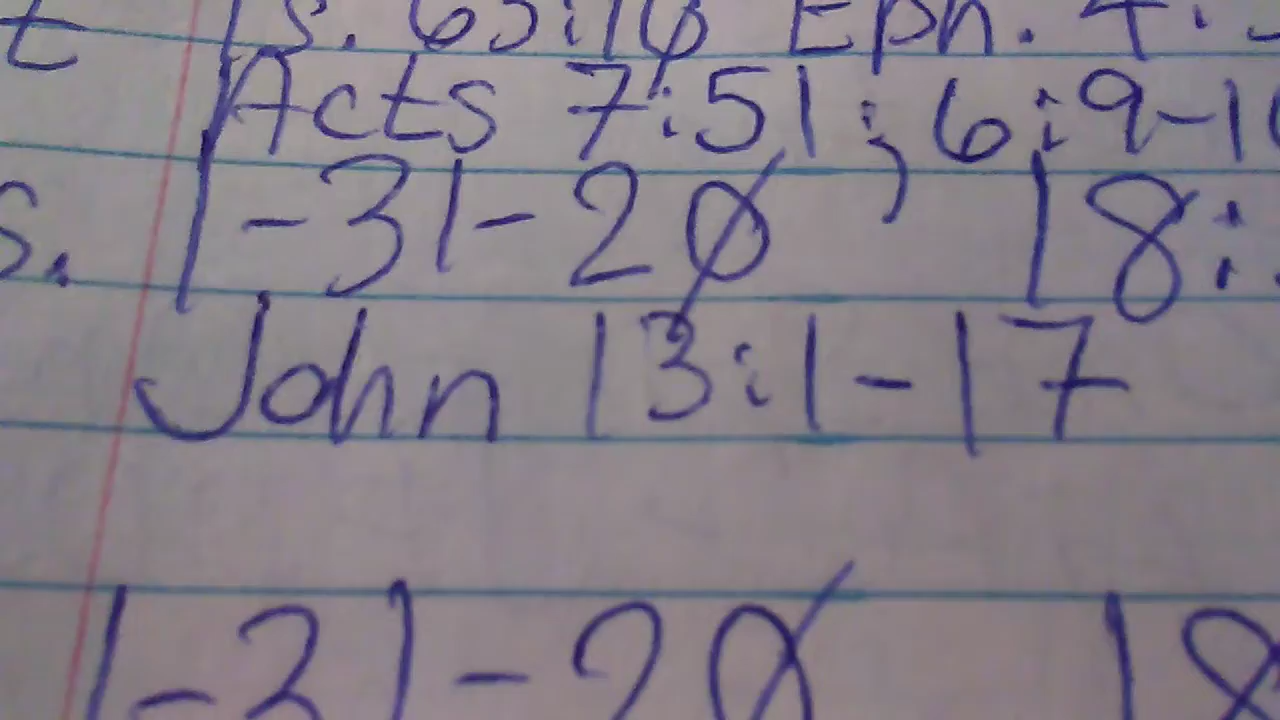 t Is. 63:10 Eph. 4:
Acts 7:51; 6:9-10
s. 1-31-20 18:
John 13:1-17
1-31-20 18